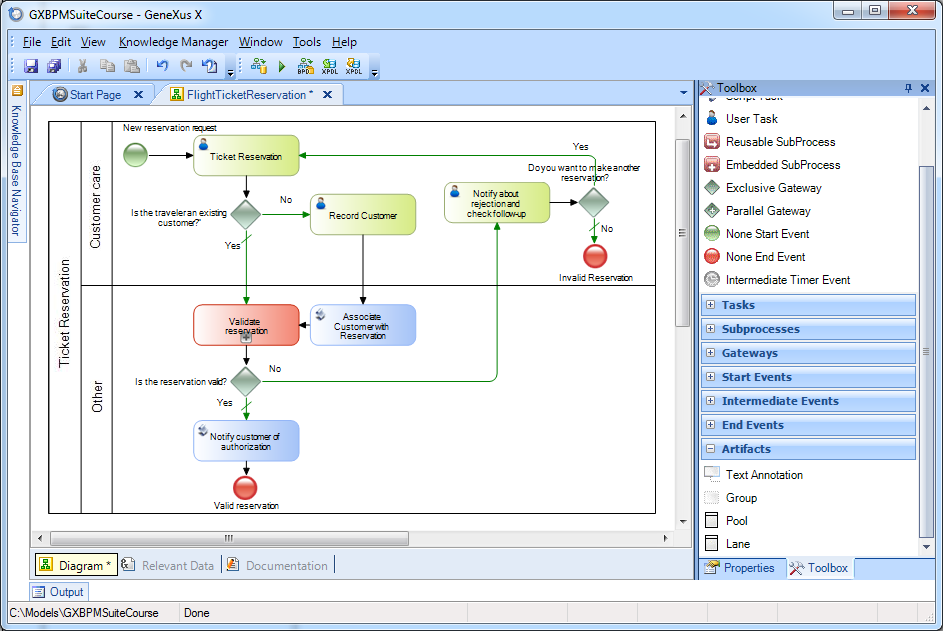 GXBPMSuiteCourse - GeneXus X
File Edit View Knowledge Manager Window Tools Help
BPD XPDL XPDL
Knowledge Base Navigator
Start Page
FlightTicketReservation *
Ticket Reservation
Customer care
Other
New reservation request
Ticket Reservation
Yes
Do you want to make another
reservation?
Is the traveler an existing
customer?
No
Record Customer
Notify about
rejection and
check follow-up
Yes
No
Invalid Reservation
Validate
reservation
Associate
Customer with
Reservation
Is the reservation valid?
No
Yes
Notify customer of
authorization
Valid reservation
Diagram *
Relevant Data
Documentation
Toolbox
Script Task
User Task
Reusable SubProcess
Embedded SubProcess
Exclusive Gateway
Parallel Gateway
None Start Event
None End Event
Intermediate Timer Event
Tasks
Subprocesses
Gateways
Start Events
Intermediate Events
End Events
Artifacts
Text Annotation
Group
Pool
Lane
Properties
Toolbox
Output
C:\Models\GXBPMSuiteCourse
Done